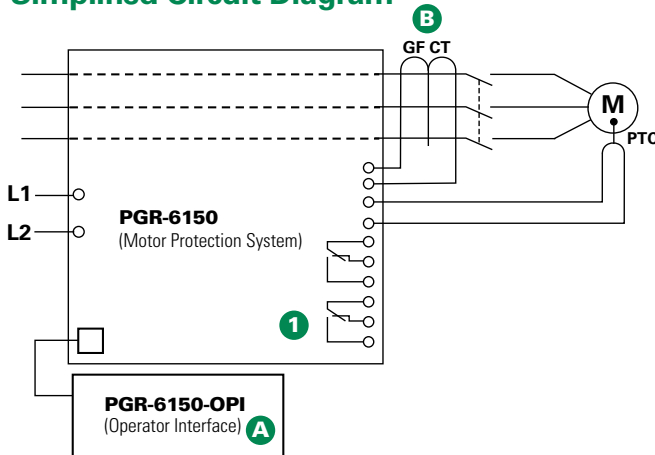 Simplified Circuit Diagram
B
GF CT
M
PTC
L1
L2
PGR-6150
(Motor Protection System)
1
PGR-6150-OPI
(Operator Interface)
A